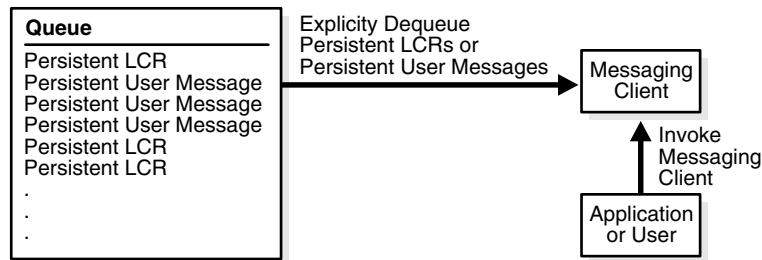 Queue
Persistent LCR
Persistent User Message
Persistent User Message
Persistent User Message
Persistent LCR
Persistent LCR
.
.
.
Explicity Dequeue
Persistent LCRs or
Persistent User Messages
Messaging
Client
Invoke
Messaging
Client
Application
or User